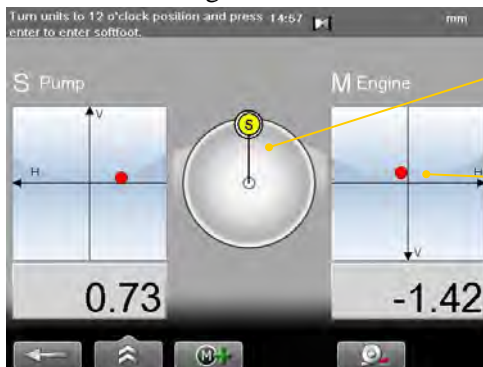 Turn units to 12 o'clock position and press 14:57 mm
enter to enter softfoot.
S Pump
M Engine
S
V
H
H
V
0.73
-1.42
M